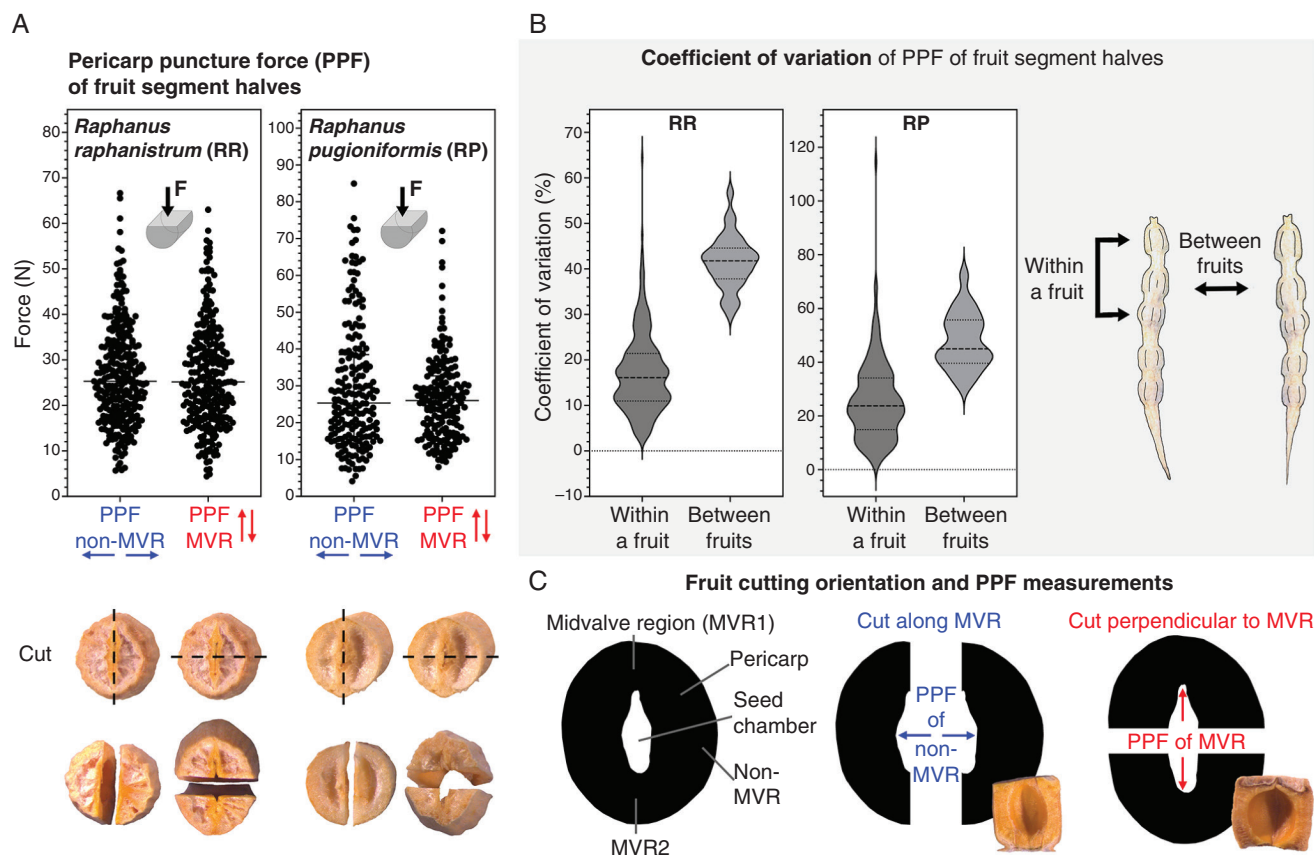 A
Pericarp puncture force (PPF)
of fruit segment halves
Raphanus
raphanistrum (RR)
Raphanus
pugioniformis (RP)
F
F
Force (N)
80
70
60
50
40
30
20
10
0
100
90
80
70
60
50
40
30
20
10
0
PPF
non-MVR
PPF
MVR
PPF
non-MVR
PPF
MVR
Cut
B
Coefficient of variation of PPF of fruit segment halves
RR
RP
Coefficient of variation (%)
70
60
50
40
30
20
10
0
−10
120
100
80
60
40
20
0
Within
a fruit
Between
fruits
Within
a fruit
Between
fruits
Within
a fruit
Between
fruits
C
Fruit cutting orientation and PPF measurements
Midvalve region (MVR1)
Pericarp
Seed
chamber
Non-
MVR
MVR2
Cut along MVR
PPF
of
non-
MVR
Cut perpendicular to MVR
PPF of MVR